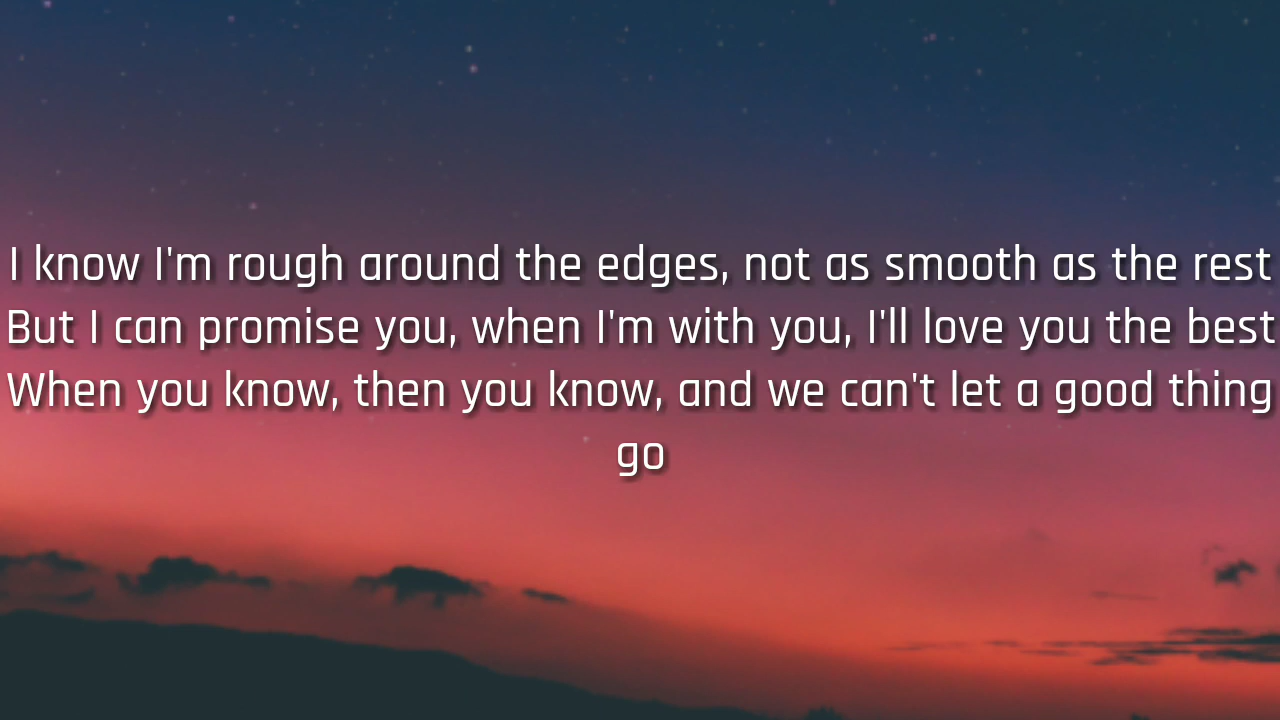 I know I'm rough around the edges, not as smooth as the rest
But I can promise you, when I'm with you, I'll love you the best
When you know, then you know, and we can't let a good thing
go